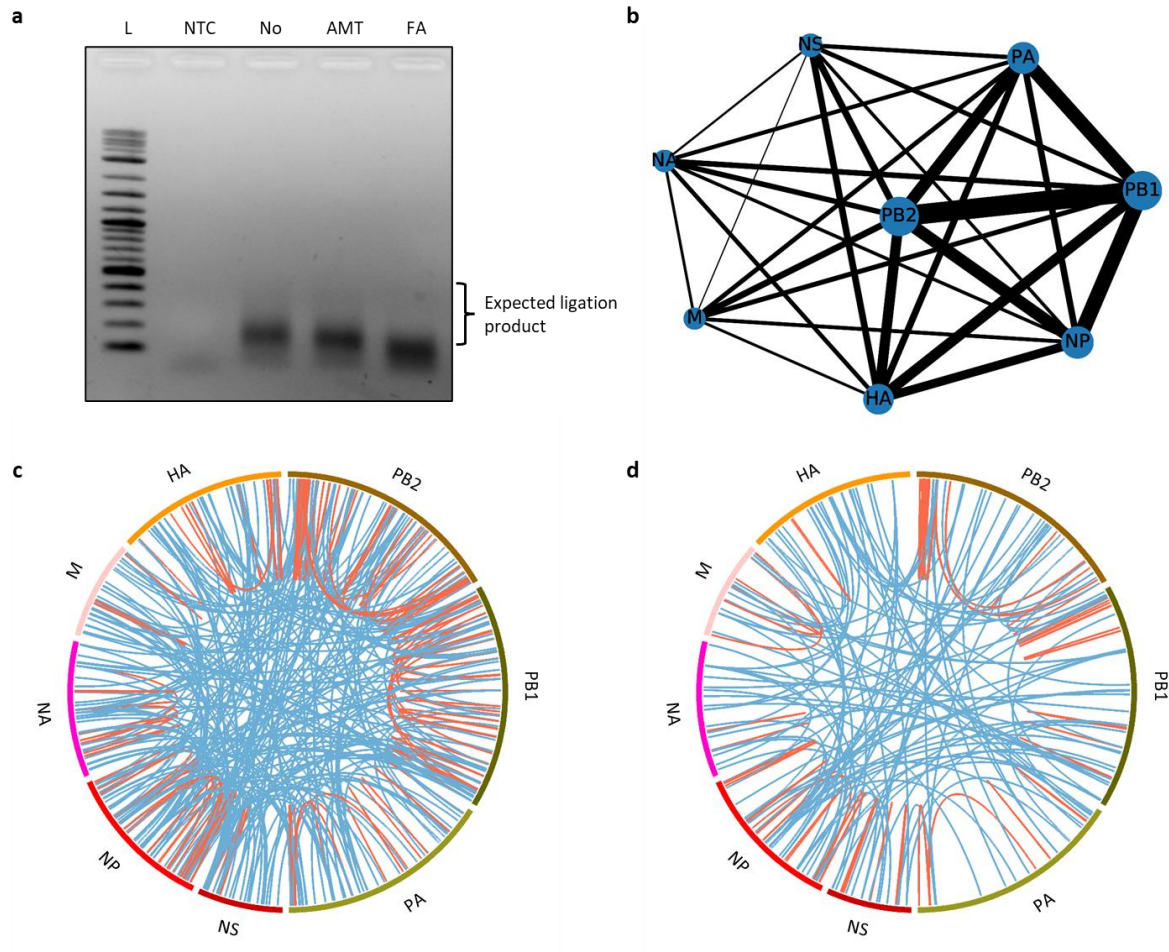 a
L NTC No AMT FA
Expected ligation
product
b
NS
PA
NA
PB1
PB2
M
NP
HA
c
HA
PB2
M
PB1
NA
NP
PA
NS
d
HA
PB2
M
PB1
NA
NP
PA
NS